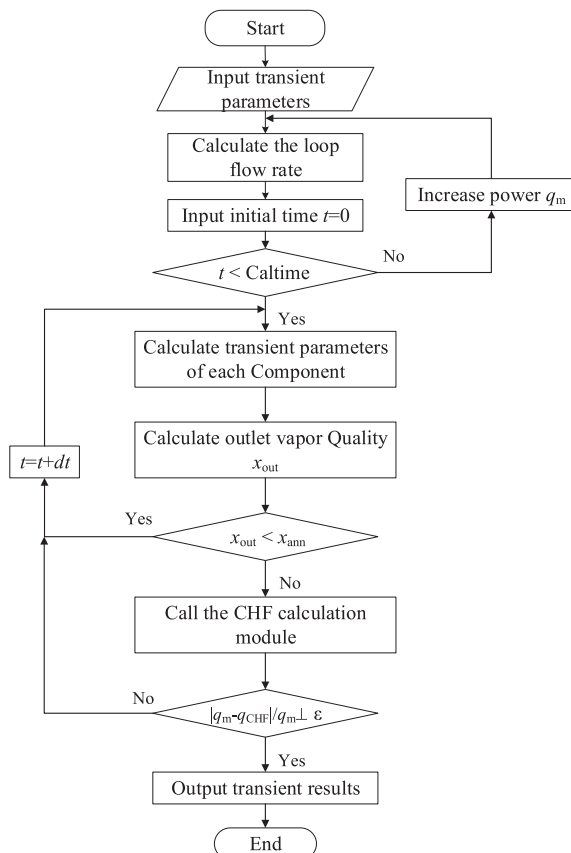 Start
Input transient
parameters
Calculate the loop
flow rate
Increase power qm
Input initial time t=0
No
t < Caltime
Yes
Calculate transient parameters
of each Component
Calculate outlet vapor Quality
xout
t=t+dt
Yes
xout < xann
No
Call the CHF calculation
module
No
|qm-qCHF|/qm⊥ ε
Yes
Output transient results
End